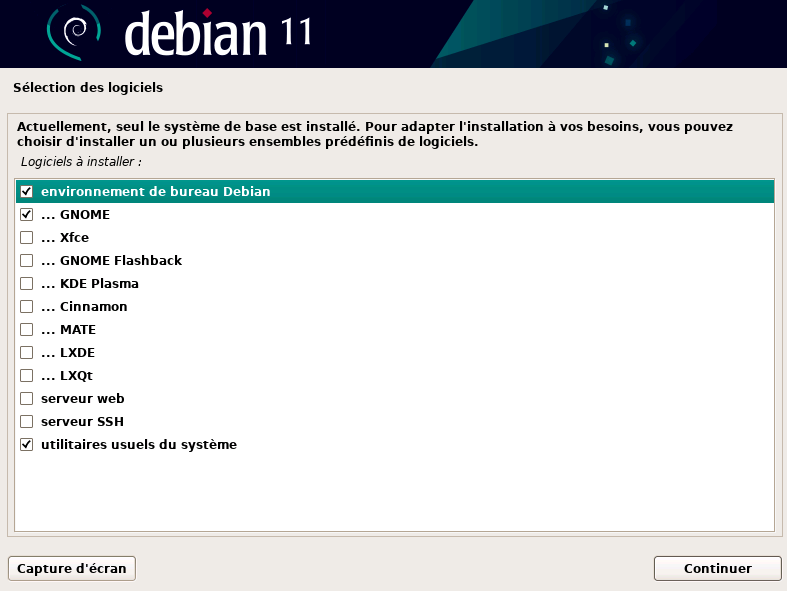 debian 11
Sélection des logiciels
Actuellement, seul le système de base est installé. Pour adapter l'installation à vos besoins, vous pouvez
choisir d'installer un ou plusieurs ensembles prédéfinis de logiciels.
Logiciels à installer :
environnement de bureau Debian
... GNOME
... Xfce
... GNOME Flashback
... KDE Plasma
... Cinnamon
... MATE
... LXDE
... LXQt
serveur web
serveur SSH
utilitaires usuels du système
Capture d'écran
Continuer